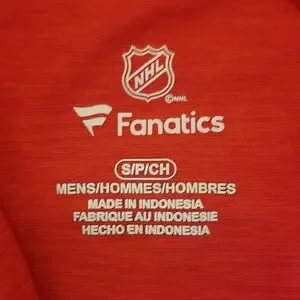 NHL
©NHL
Fanatics
S/P/CH
MENS/HOMMES/HOMBRES
MADE IN INDONESIA
FABRIQUE AU INDONESIE
HECHO EN INDONESIA